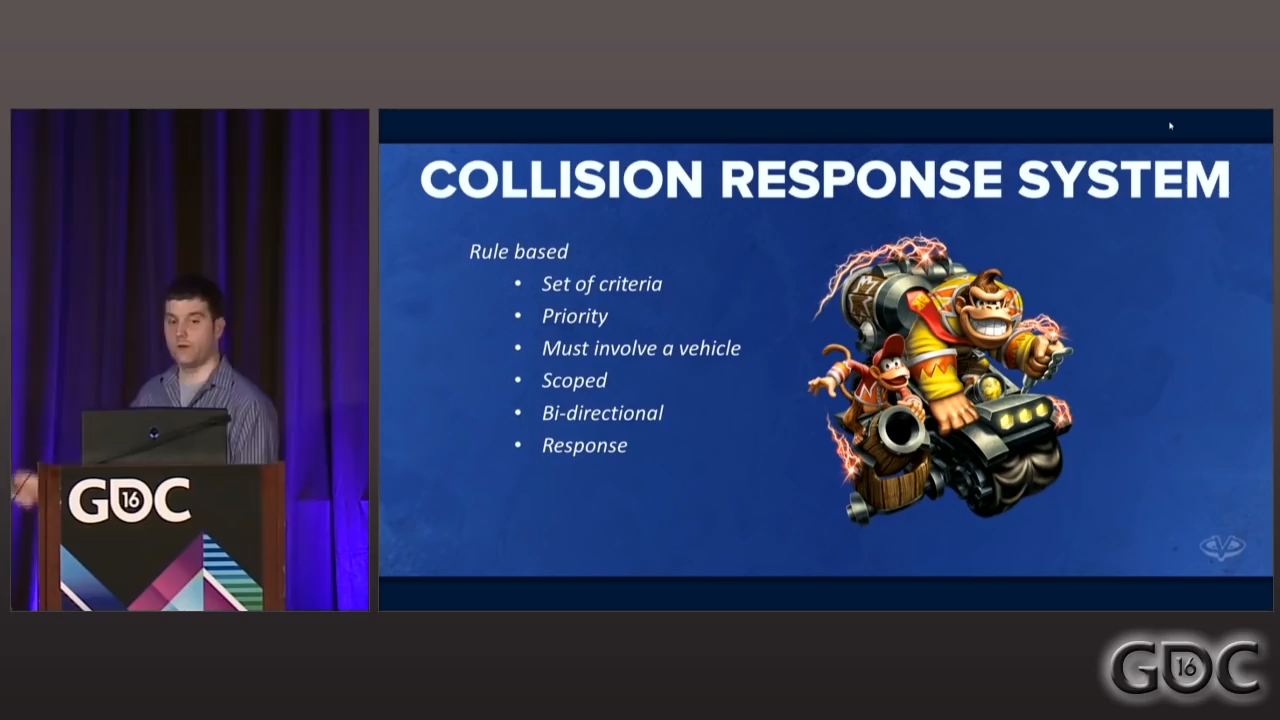 COLLISION RESPONSE SYSTEM
Rule based
• Set of criteria
• Priority
• Must involve a vehicle
• Scoped
• Bi-directional
• Response
GDC 16
GDC 16